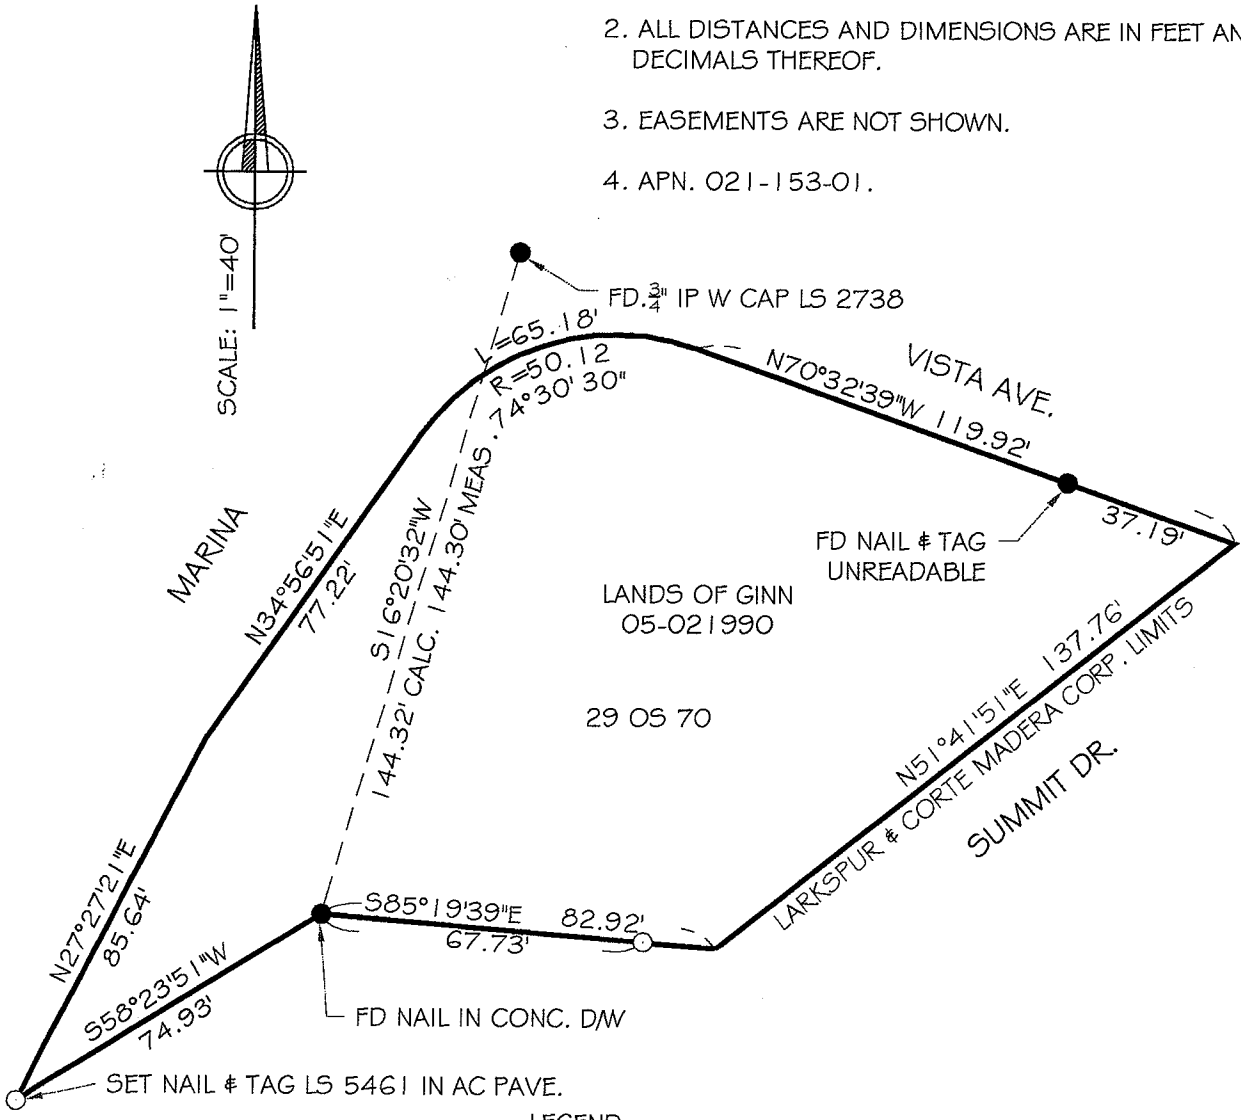 2. ALL DISTANCES AND DIMENSIONS ARE IN FEET
DECIMALS THEREOF.
3. EASEMENTS ARE NOT SHOWN.
4. APN. 021-153-01.
SCALE: 1"=40'
FD. 3/4" IP W CAP LS 2738
L=65.18'
R=50.12
74°30'30"
VISTA AVE.
N70°32'39"W 119.92'
37.19'
FD NAIL & TAG
UNREADABLE
MARINA
N34°56'51"E
77.22'
S16°20'32"W
144.32' CALC. 144.30' MEAS.
LANDS OF GINN
05-021990
29 OS 70
N51°41'51"E 137.76'
LARKSPUR & CORTE MADERA CORP. LIMITS
SUMMIT DR.
N27°27'21"E
85.64'
S58°23'51"W
74.93'
S85°19'39"E 82.92'
67.73'
FD NAIL IN CONC. D/W
SET NAIL & TAG LS 5461 IN AC PAVE.
LEGEND